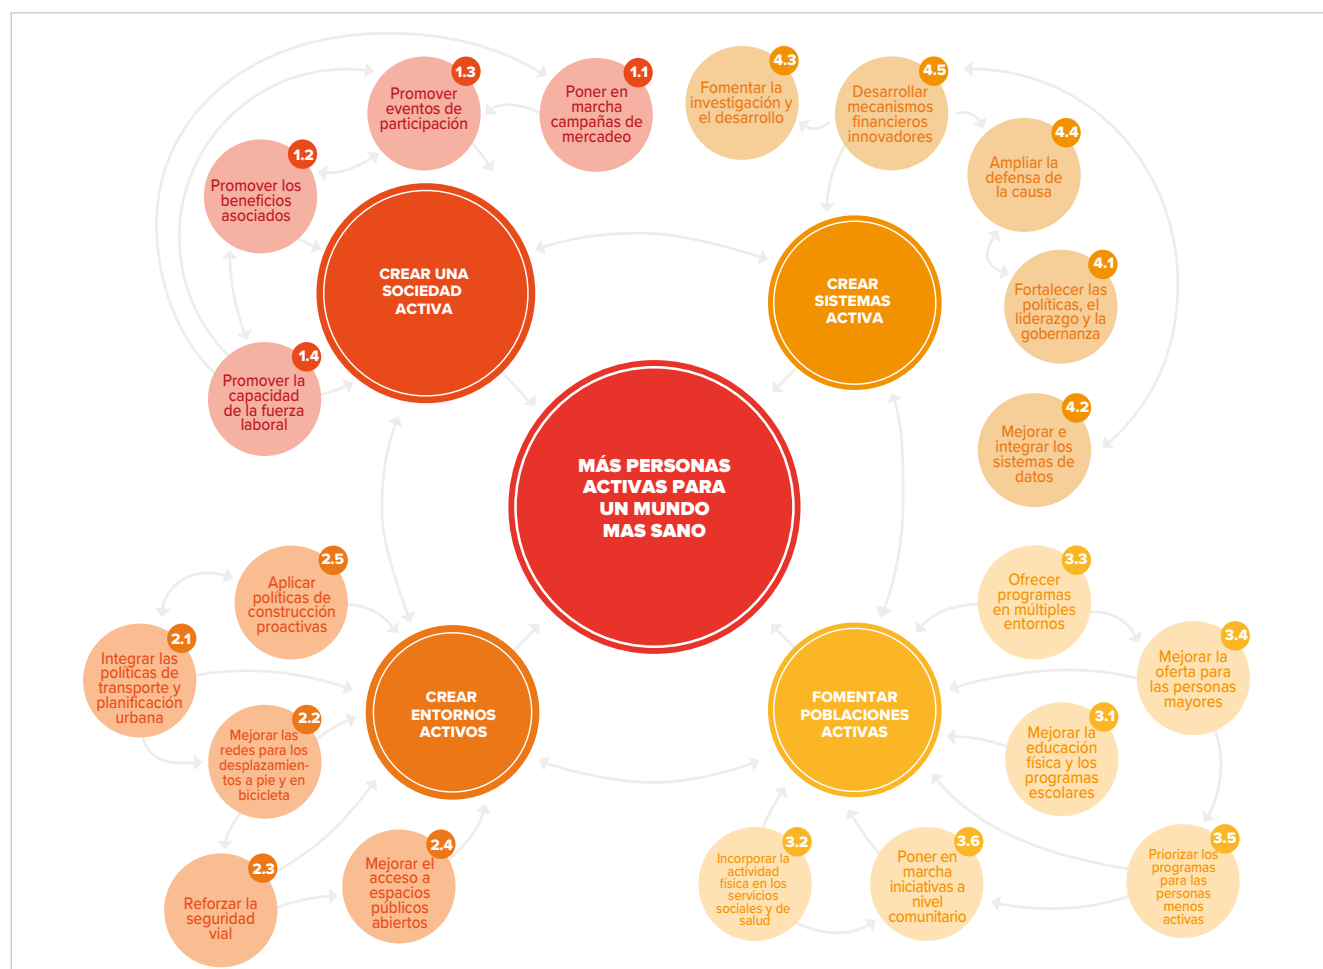 1.3
Promover
eventos de
participación
1.1
Poner en
marcha
campañas de
mercadeo
1.2
Promover los
beneficios
asociados
1.4
Promover la
capacidad
de la fuerza
laboral
CREAR UNA
SOCIEDAD
ACTIVA
4.3
Fomentar la
investigación y
el desarrollo
4.5
Desarrollar
mecanismos
financieros
innovadores
4.4
Ampliar la
defensa de
la causa
4.1
Fortalecer las
políticas, el
liderazgo y la
gobernanza
4.2
Mejorar e
integrar los
sistemas de
datos
CREAR
SISTEMAS
ACTIVA
MÁS PERSONAS
ACTIVAS PARA
UN MUNDO
MAS SANO
2.5
Aplicar
políticas de
construcción
proactivas
2.1
Integrar las
políticas de
transporte y
planificación
urbana
2.2
Mejorar las
redes para los
desplazamien-
tos a pie y en
bicicleta
2.3
Reforzar la
seguridad
vial
2.4
Mejorar el
acceso a
espacios
públicos
abiertos
CREAR
ENTORNOS
ACTIVOS
FOMENTAR
POBLACIONES
ACTIVAS
3.3
Ofrecer
programas
en múltiples
entornos
3.4
Mejorar la
oferta para
las personas
mayores
3.1
Mejorar la
educación
física y los
programas
escolares
3.5
Priorizar los
programas
para las
personas
menos
activas
3.2
Incorporar la
actividad
física en los
servicios
sociales y de
salud
3.6
Poner en
marcha
iniciativas a
nivel
comunitario